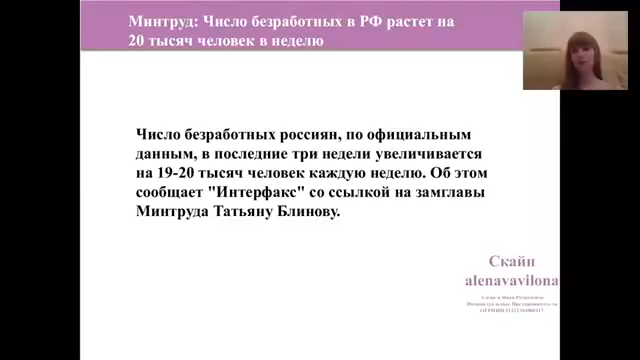 Минтруд: Число безработных в РФ растет на
20 тысяч человек в неделю
Число безработных россиян, по официальным
данным, в последние три недели увеличивается
на 19-20 тысяч человек каждую неделю. Об этом
сообщает "Интерфакс" со ссылкой на замглавы
Минтруда Татьяну Блинову.
Скайп
alenavavilona